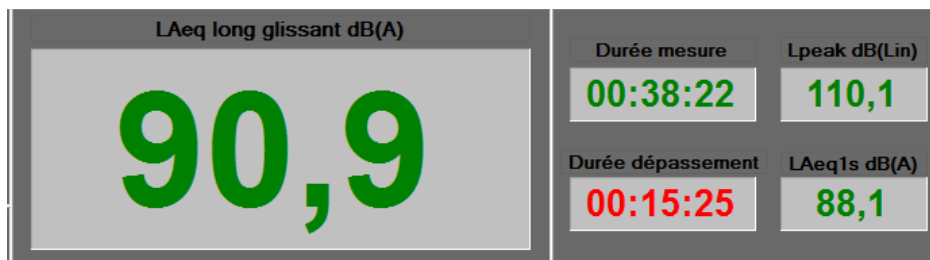 LAeq long glissant dB(A)
90,9
Durée mesure
00:38:22
Lpeak dB(Lin)
110,1
Durée dépassement
00:15:25
LAeq1s dB(A)
88,1